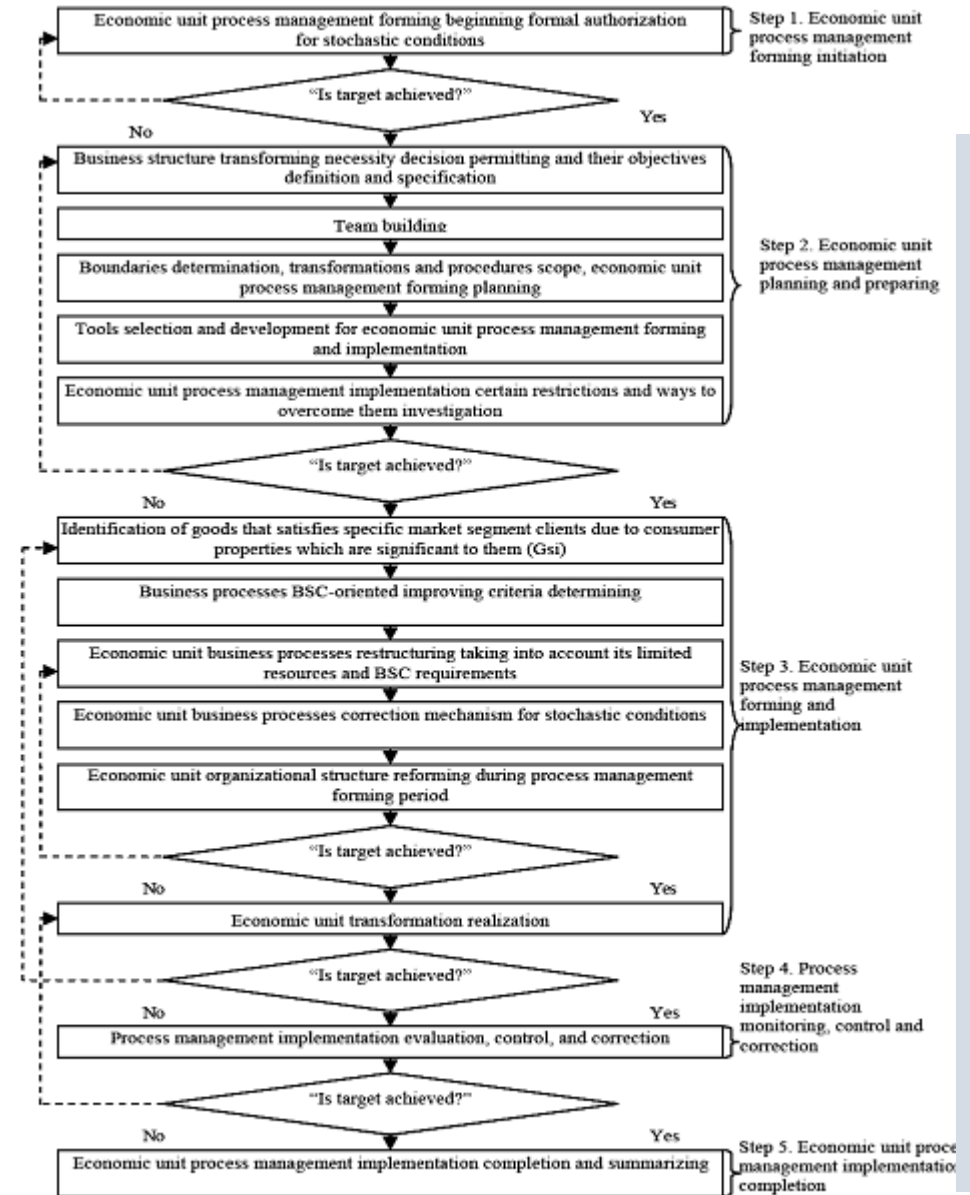 Economic unit process management forming beginning formal authorization
for stochastic conditions
Step 1. Economic unit
process management
forming initiation
“Is target achieved?”
No
Yes
Business structure transforming necessity decision permitting and their objectives
definition and specification
Team building
Boundaries determination, transformations and procedures scope, economic unit
process management forming planning
Tools selection and development for economic unit process management forming
and implementation
Economic unit process management implementation certain restrictions and ways to
overcome them investigation
Step 2. Economic unit
process management
planning and preparing
“Is target achieved?”
No
Yes
Identification of goods that satisfies specific market segment clients due to consumer
properties which are significant to them (Gsi)
Business processes BSC-oriented improving criteria determining
Economic unit business processes restructuring taking into account its limited
resources and BSC requirements
Economic unit business processes correction mechanism for stochastic conditions
Economic unit organizational structure reforming during process management
forming period
Step 3. Economic unit
process management
forming and
implementation
“Is target achieved?”
No
Yes
Economic unit transformation realization
“Is target achieved?”
No
Yes
Step 4. Process
management
implementation
monitoring, control and
correction
Process management implementation evaluation, control, and correction
“Is target achieved?”
No
Yes
Economic unit process management implementation completion and summarizing
Step 5. Economic unit proce
management implementatio
completion